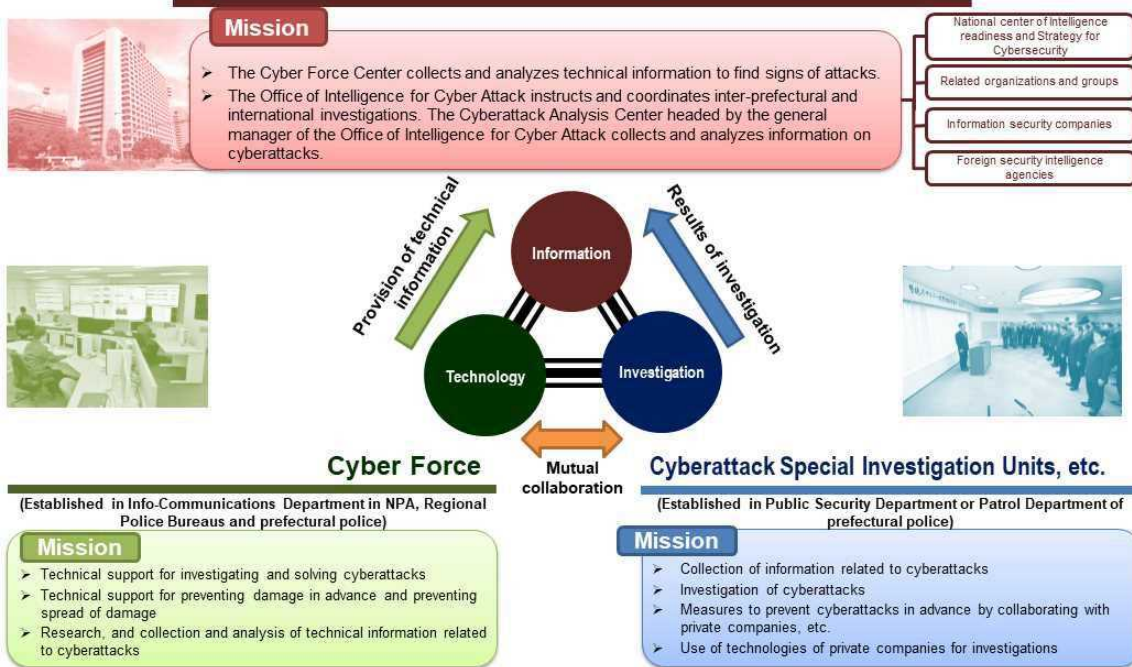 Mission
➢ The Cyber Force Center collects and analyzes technical information to find signs of attacks.
➢ The Office of Intelligence for Cyber Attack instructs and coordinates inter-prefectural and
international investigations. The Cyberattack Analysis Center headed by the general
manager of the Office of Intelligence for Cyber Attack collects and analyzes information on
cyberattacks.
National center of Intelligence
readiness and Strategy for
Cybersecurity
Related organizations and groups
Information security companies
Foreign security intelligence
agencies
Provision of technical
information
Results of investigation
Information
Technology
Investigation
Mutual
collaboration
Cyber Force
(Established in Info-Communications Department in NPA, Regional
Police Bureaus and prefectural police)
Mission
➢ Technical support for investigating and solving cyberattacks
➢ Technical support for preventing damage in advance and preventing
spread of damage
➢ Research, and collection and analysis of technical information related
to cyberattacks
Cyberattack Special Investigation Units, etc.
(Established in Public Security Department or Patrol Department of
prefectural police)
Mission
➢ Collection of information related to cyberattacks
➢ Investigation of cyberattacks
➢ Measures to prevent cyberattacks in advance by collaborating with
private companies, etc.
➢ Use of technologies of private companies for investigations